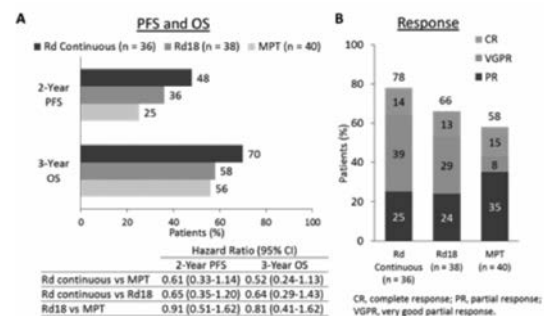 A
PFS and OS
Rd Continuous (n = 36) Rd18 (n = 38) MPT (n = 40)
2-Year
PFS
48
36
25
3-Year
OS
70
58
56
0 20 40 60 80 100
Patients (%)
Hazard Ratio (95% CI)
2-Year PFS 3-Year OS
Rd continuous vs MPT 0.61 (0.33-1.14) 0.52 (0.24-1.13)
Rd continuous vs Rd18 0.65 (0.35-1.20) 0.64 (0.29-1.43)
Rd18 vs MPT 0.91 (0.51-1.62) 0.81 (0.41-1.62)
B
Response
CR
VGPR
PR
Patients (%)
100
80
60
40
20
0
78
14
39
25
66
13
29
24
58
15
8
35
Rd
Continuous
(n = 36)
Rd18
(n = 38)
MPT
(n = 40)
CR, complete response; PR, partial response;
VGPR, very good partial response.